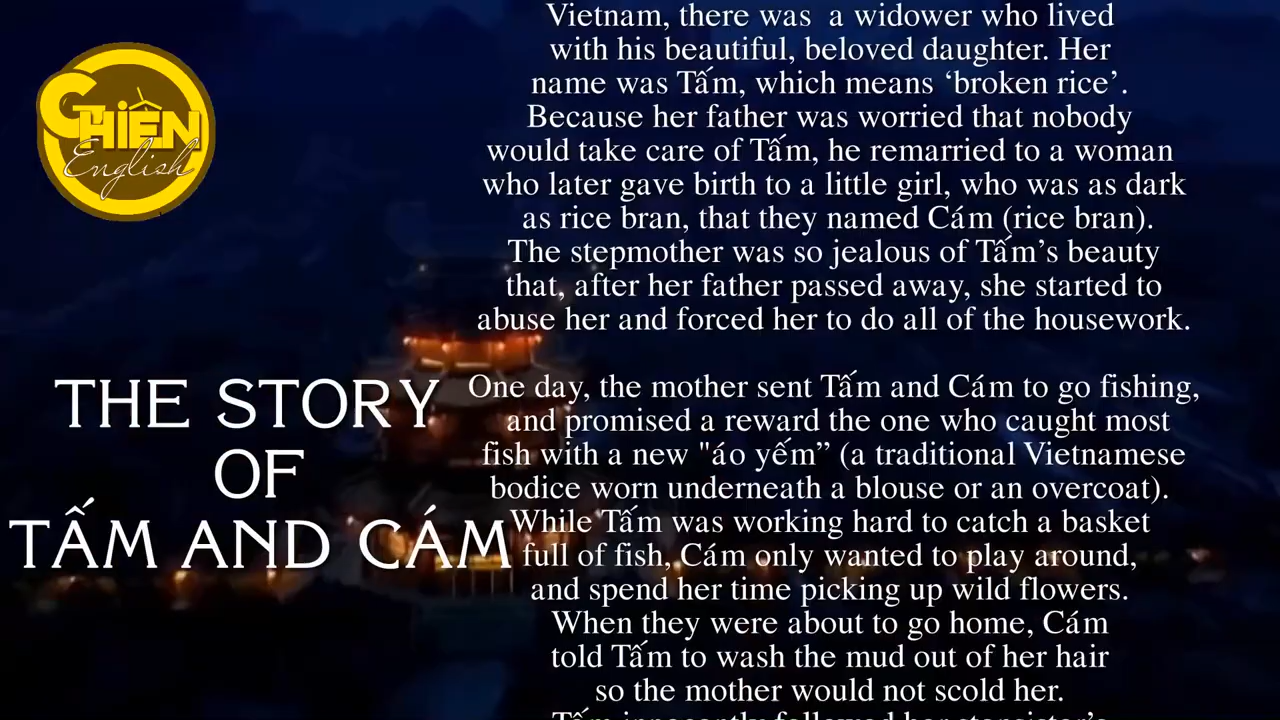 GHIỀN
English
THE STORY
OF
TẤM AND CÁM
Vietnam, there was  a widower who lived
with his beautiful, beloved daughter. Her
name was Tấm, which means ‘broken rice’.
Because her father was worried that nobody
would take care of Tấm, he remarried to a woman
who later gave birth to a little girl, who was as dark
as rice bran, that they named Cám (rice bran).
The stepmother was so jealous of Tấm’s beauty
that, after her father passed away, she started to
abuse her and forced her to do all of the housework.
One day, the mother sent Tấm and Cám to go fishing,
and promised a reward the one who caught most
fish with a new "áo yếm” (a traditional Vietnamese
bodice worn underneath a blouse or an overcoat).
While Tấm was working hard to catch a basket
full of fish, Cám only wanted to play around,
and spend her time picking up wild flowers.
When they were about to go home, Cám
told Tấm to wash the mud out of her hair
so the mother would not scold her.
Tấm innocently followed her stepsister’s